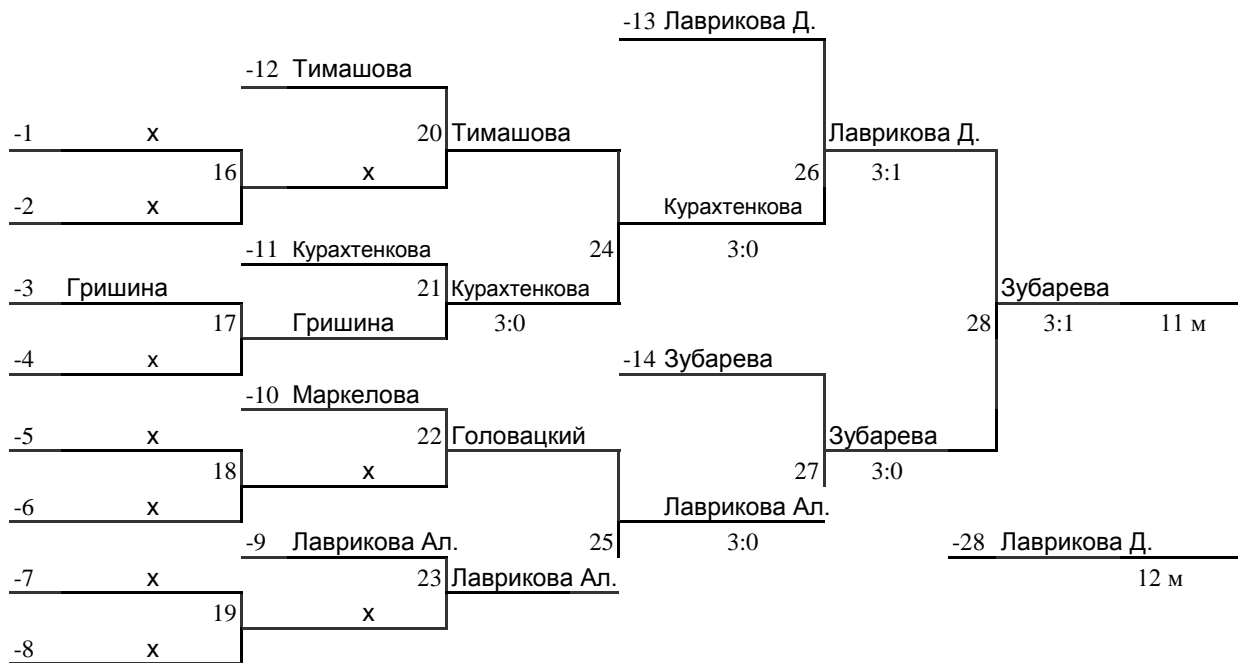 -13 Лаврикова Д.
-12 Тимашова
-1 х
20 Тимашова
Лаврикова Д.
16
х
26
3:1
-2 х
Курахтенкова
-11 Курахтенкова
24
3:0
-3 Гришина
21 Курахтенкова
Зубарева
17
Гришина
3:0
28
3:1
11 м
-4 х
-14 Зубарева
-10 Маркелова
-5 х
22 Головацкий
Зубарева
18
х
27
3:0
-6 х
Лаврикова Ал.
-9 Лаврикова Ал.
25
3:0
-28 Лаврикова Д.
-7 х
23 Лаврикова Ал.
12 м
19
х
-8 х